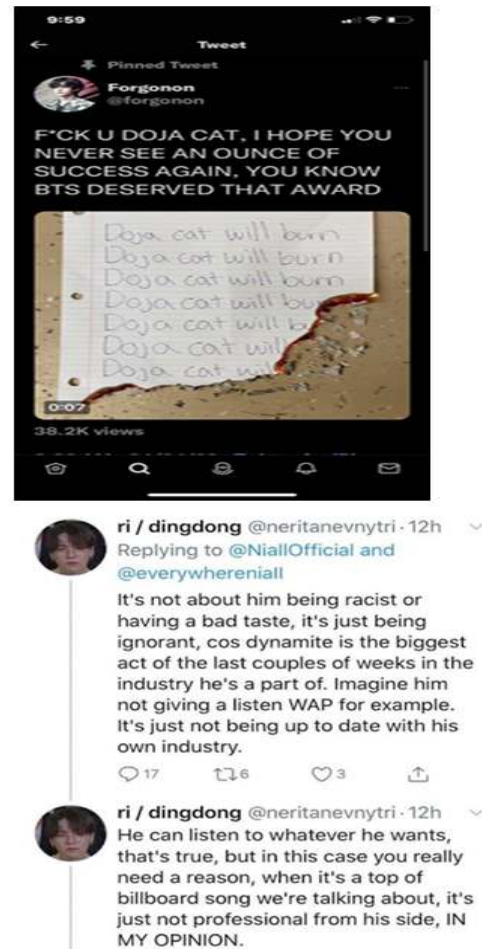 9:59
Tweet
Pinned Tweet
Forgonon
@forgonon
F*CK U DOJA CAT, I HOPE YOU
NEVER SEE AN OUNCE OF
SUCCESS AGAIN, YOU KNOW
BTS DESERVED THAT AWARD
Doja cat will burn
Doja cat will burn
Doja cat will burn
Doja cat will bu
Doja cat will b
Doja cat will
Doja cat will
0:07
38.2K views
ri / dingdong @neritanevnytri · 12h
Replying to @NiallOfficial and
@everywhereniall
It's not about him being racist or
having a bad taste, it's just being
ignorant, cos dynamite is the biggest
act of the last couples of weeks in the
industry he's a part of. Imagine him
not giving a listen WAP for example.
It's just not being up to date with his
own industry.
17 6 3
ri / dingdong @neritanevnytri · 12h
He can listen to whatever he wants,
that's true, but in this case you really
need a reason, when it's a top of
billboard song we're talking about, it's
just not professional from his side, IN
MY OPINION.